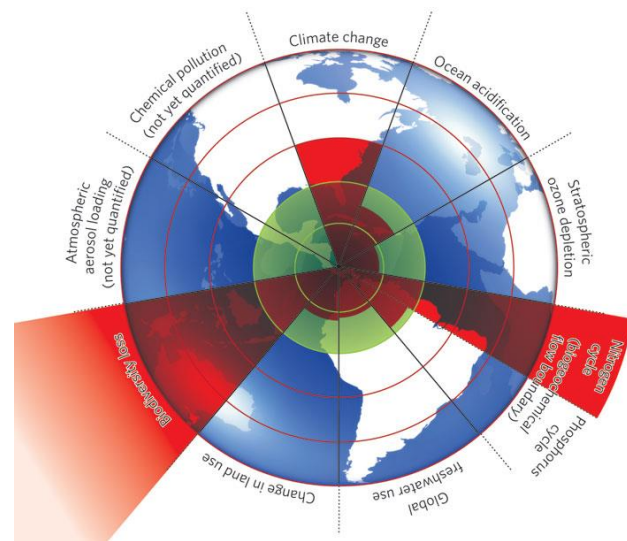 Climate change
Ocean acidification
Stratospheric
ozone depletion
Nitrogen
cycle
(biogeochemical
flow boundary)
Phosphorus
cycle
Global
freshwater use
Change in land use
Biodiversity loss
Atmospheric
aerosol loading
(not yet quantified)
Chemical pollution
(not yet quantified)